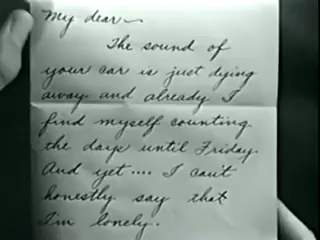 My dear—
The sound of
your car is just dying
away and already I
find myself counting
the days until Friday.
And yet .... I can't
honestly say that
I'm lonely.